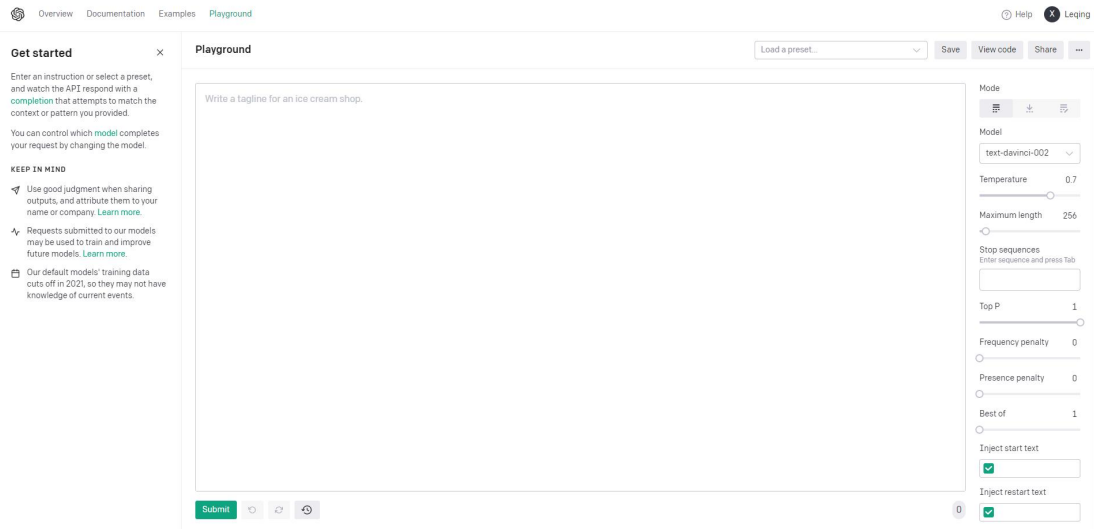 Overview Documentation Examples Playground Help X Leqing
Get started
Enter an instruction or select a preset,
and watch the API respond with a
completion that attempts to match the
context or pattern you provided.
You can control which model completes
your request by changing the model.
KEEP IN MIND
Use good judgment when sharing
outputs, and attribute them to your
name or company. Learn more.
Requests submitted to our models
may be used to train and improve
future models. Learn more.
Our default models' training data
cuts off in 2021, so they may not have
knowledge of current events.
Playground Load a preset... Save View code Share ...
Write a tagline for an ice cream shop.
Submit 0
Mode
Model
text-davinci-002
Temperature 0.7
Maximum length 256
Stop sequences
Enter sequence and press Tab
Top P 1
Frequency penalty 0
Presence penalty 0
Best of 1
Inject start text
Inject restart text